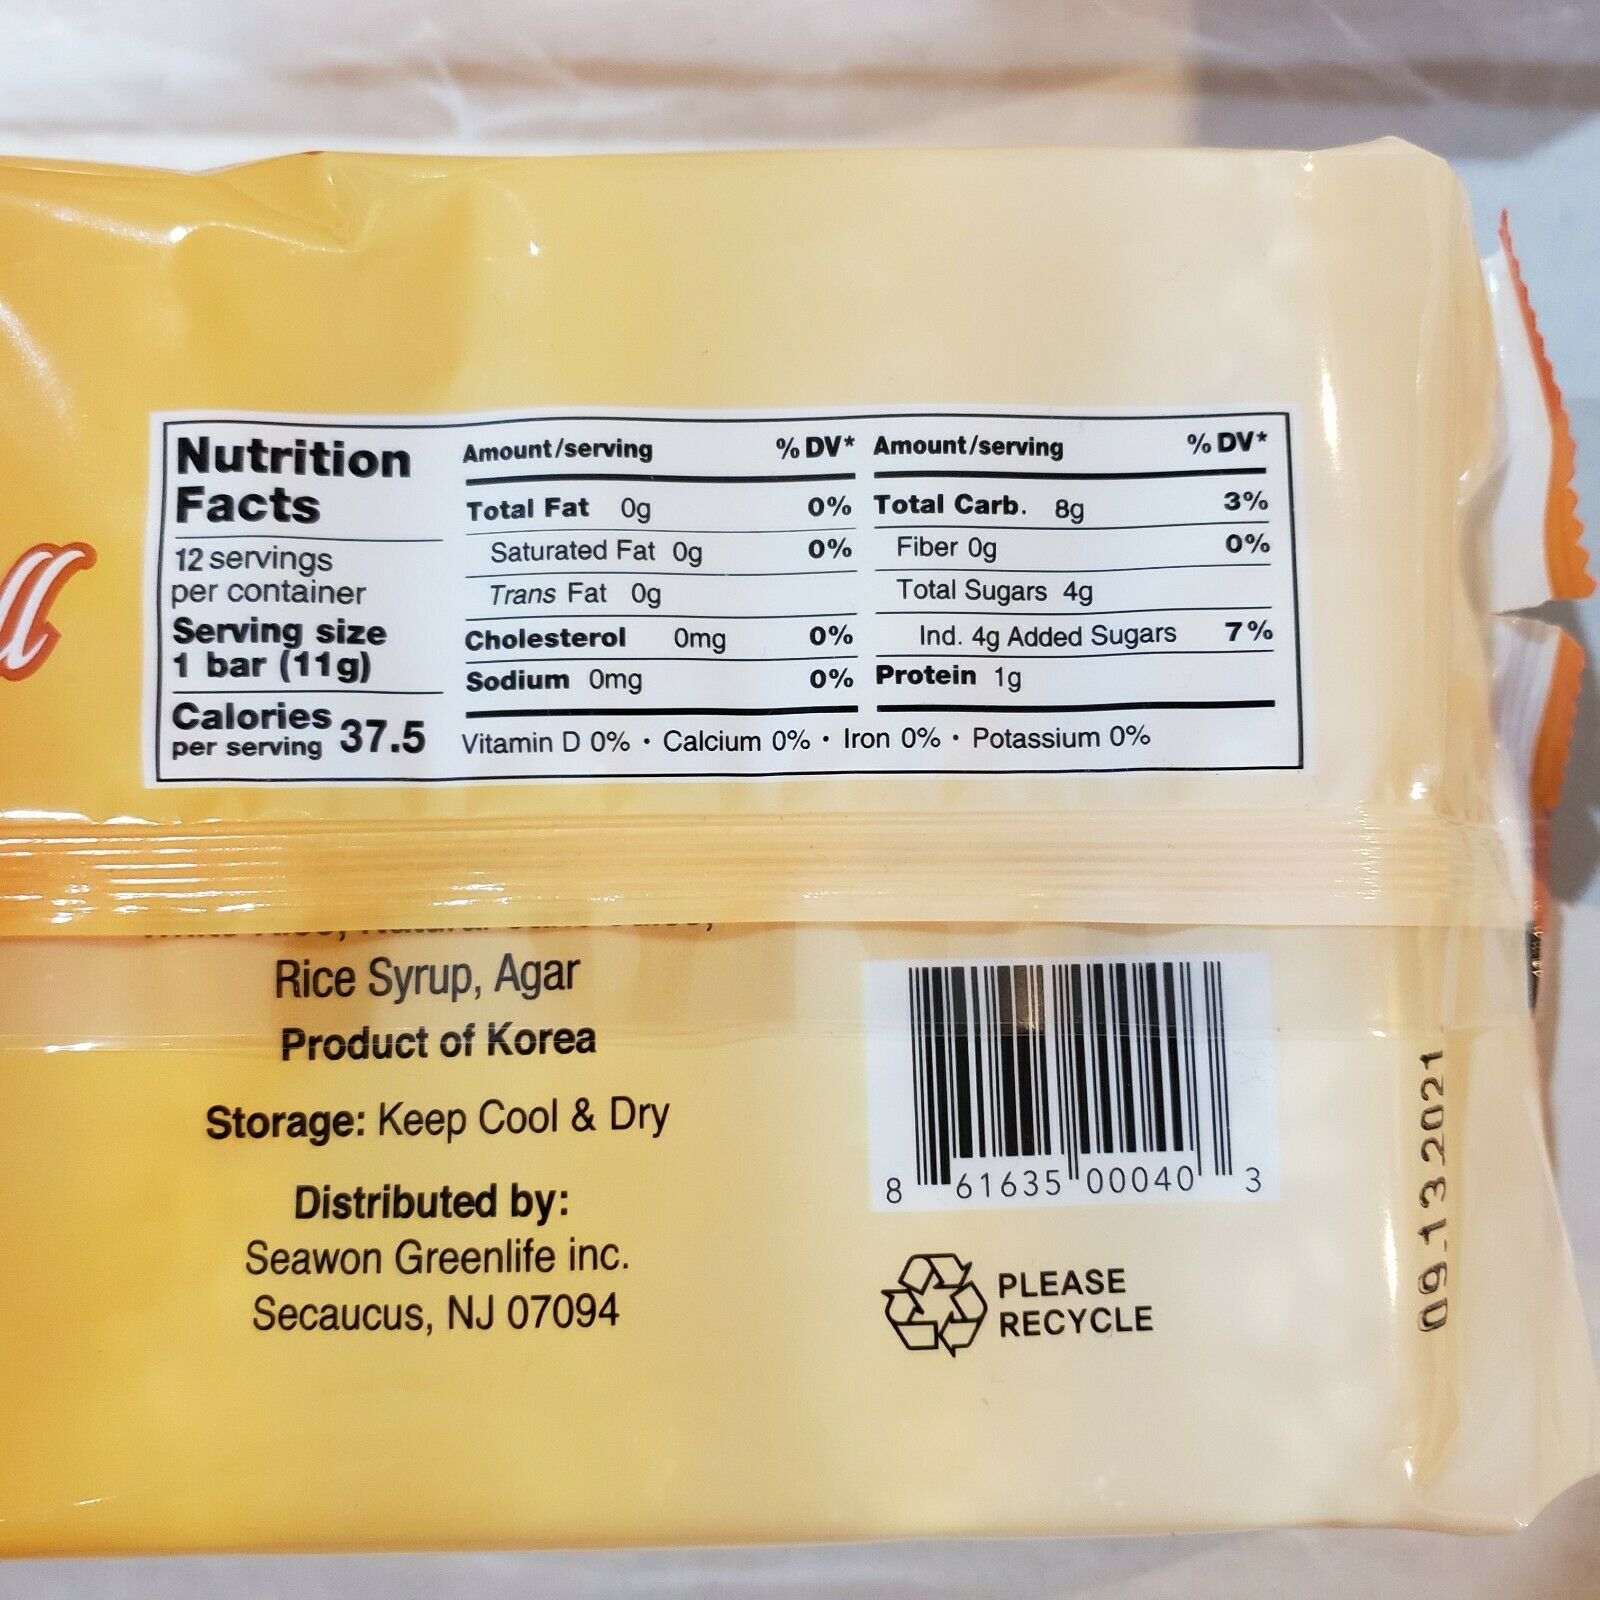 Nutrition
Facts
12 servings
per container
Serving size
1 bar (11g)
Calories
per serving 37.5
Amount/serving % DV*
Total Fat 0g 0%
Saturated Fat 0g 0%
Trans Fat 0g
Cholesterol 0mg 0%
Sodium 0mg 0%
Amount/serving % DV*
Total Carb. 8g 3%
Fiber 0g 0%
Total Sugars 4g
Ind. 4g Added Sugars 7%
Protein 1g
Vitamin D 0% • Calcium 0% • Iron 0% • Potassium 0%
Rice Syrup, Agar
Product of Korea
Storage: Keep Cool & Dry
Distributed by:
Seawon Greenlife inc.
Secaucus, NJ 07094
8 61635 00040 3
PLEASE
RECYCLE
09.13.2021